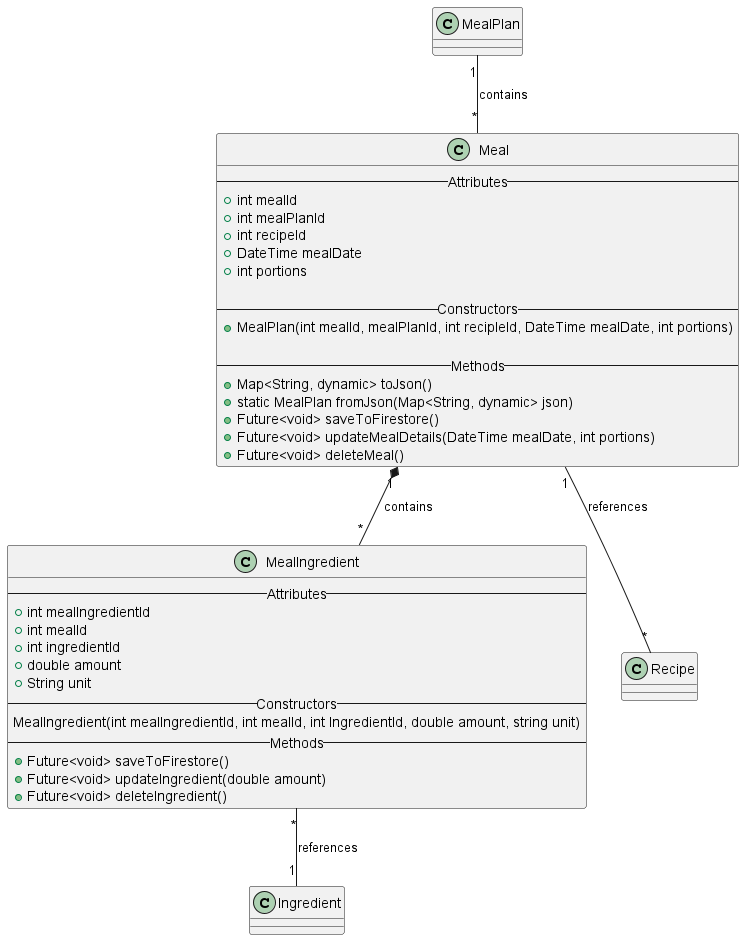 C MealPlan
1
contains
*
C Meal
Attributes
int mealId
int mealPlanId
int recipeId
DateTime mealDate
int portions
Constructors
MealPlan(int mealId, mealPlanId, int recipleId, DateTime mealDate, int portions)
Methods
Map<String, dynamic> toJson()
static MealPlan fromJson(Map<String, dynamic> json)
Future<void> saveToFirestore()
Future<void> updateMealDetails(DateTime mealDate, int portions)
Future<void> deleteMeal()
1
contains
*
1
references
*
C MealIngredient
Attributes
int mealIngredientId
int mealId
int ingredientId
double amount
String unit
Constructors
MealIngredient(int mealIngredientId, int mealId, int IngredientId, double amount, string unit)
Methods
Future<void> saveToFirestore()
Future<void> updateIngredient(double amount)
Future<void> deleteIngredient()
C Recipe
*
references
1
C Ingredient